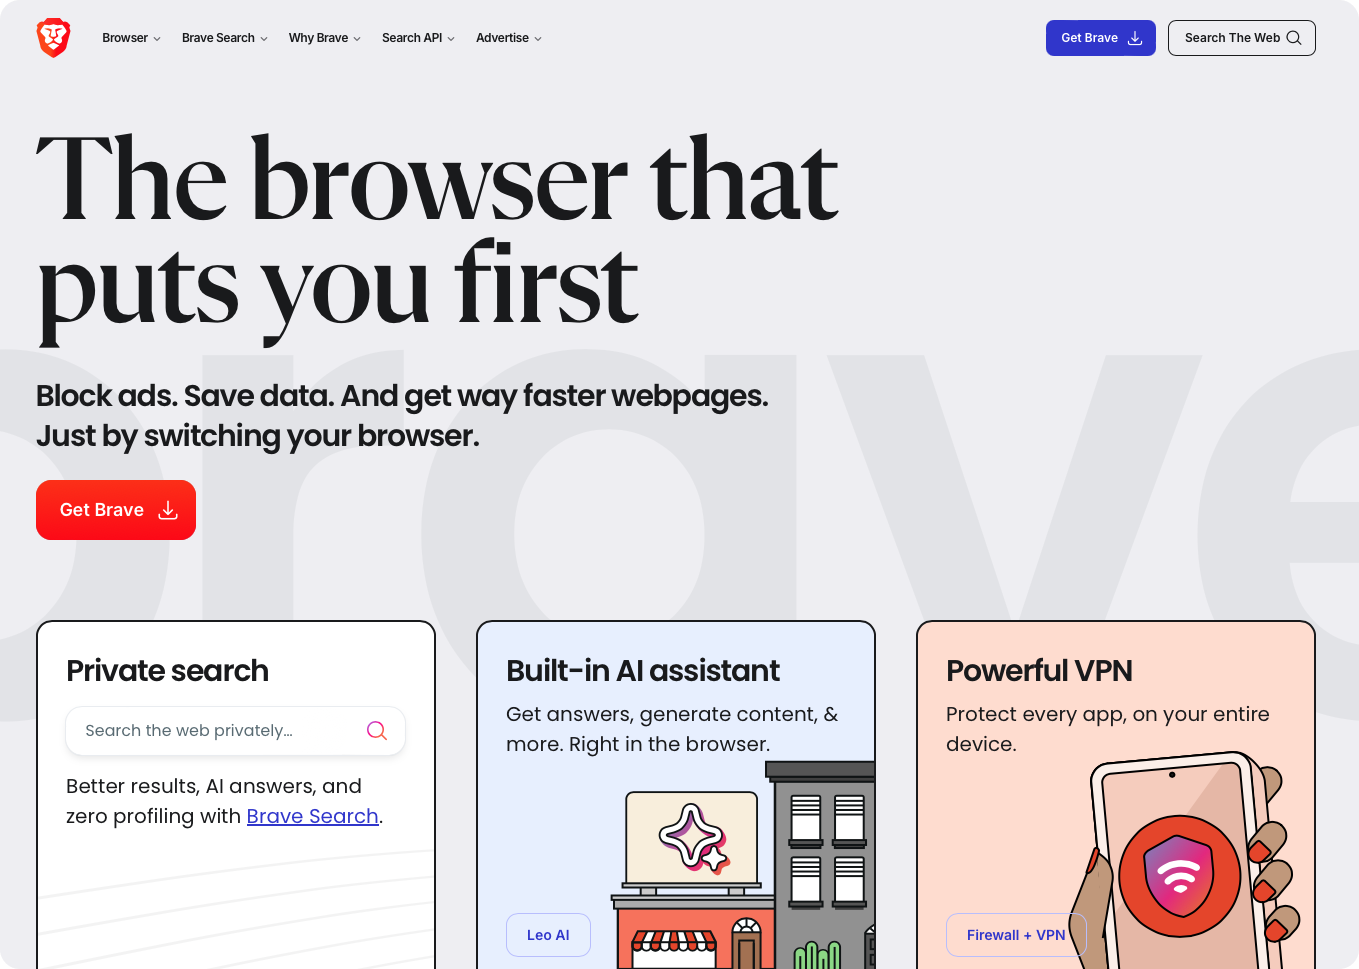 Browser Brave Search Why Brave Search API Advertise Get Brave Search The Web
The browser that
puts you first
brave
Block ads. Save data. And get way faster webpages.
Just by switching your browser.
Get Brave
Private search
Search the web privately...
Better results, AI answers, and
zero profiling with Brave Search.
Built-in AI assistant
Get answers, generate content, &
more. Right in the browser.
Leo AI
Powerful VPN
Protect every app, on your entire
device.
Firewall + VPN